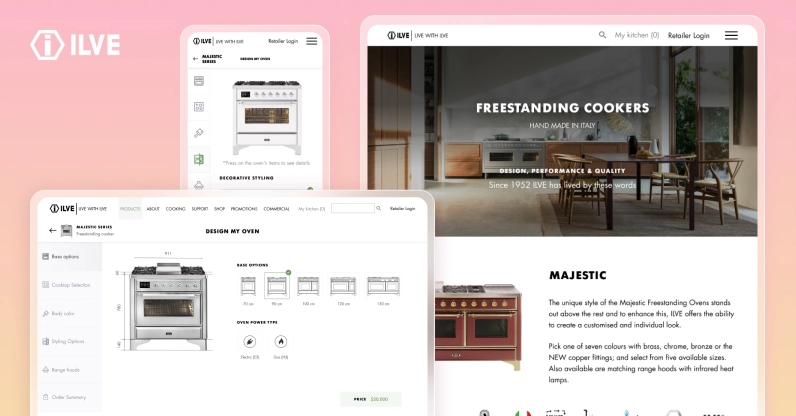 ILVE
ILVE | LIVE WITH ILVE
Retailer Login
MAJESTIC
SERIES
DESIGN MY OVEN
**Press on the oven's items to see details
DECORATIVE STYLING
ILVE | LIVE WITH ILVE
My kitchen (0)
Retailer Login
FREESTANDING COOKERS
HAND MADE IN ITALY
DESIGN, PERFORMANCE & QUALITY
Since 1952 ILVE has lived by these words
MAJESTIC
The unique style of the Majestic Freestanding Ovens stands
out above the rest and to enhance this, ILVE offers the ability
to create a customised and individual look.
Pick one of seven colours with brass, chrome, bronze or the
NEW copper fittings; and select from five available sizes.
Also available are matching range hoods with infrared heat
lamps.
ILVE | LIVE WITH ILVE
PRODUCTS ABOUT COOKING SUPPORT SHOP PROMOTIONS COMMERCIAL My kitchen (0) Retailer Login
MAJESTIC SERIES
Freestanding cooker
DESIGN MY OVEN
Base options
Cooktop Selection
Body color
Styling Options
Range hoods
Order Summary
911
BASE OPTIONS
70 cm 90 cm 100 cm 120 cm 150 cm
OVEN POWER TYPE
PRICE $20.000